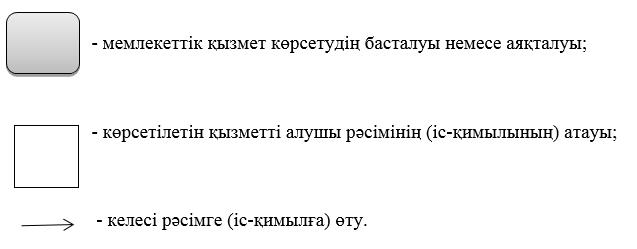 - мемлекеттік қызмет көрсетудің басталуы немесе аяқталуы;
- көрсетілетін қызметті алушы рәсімінің (іс-қимылының) атауы;
- келесі рәсімге (іс-қимылға) өту.